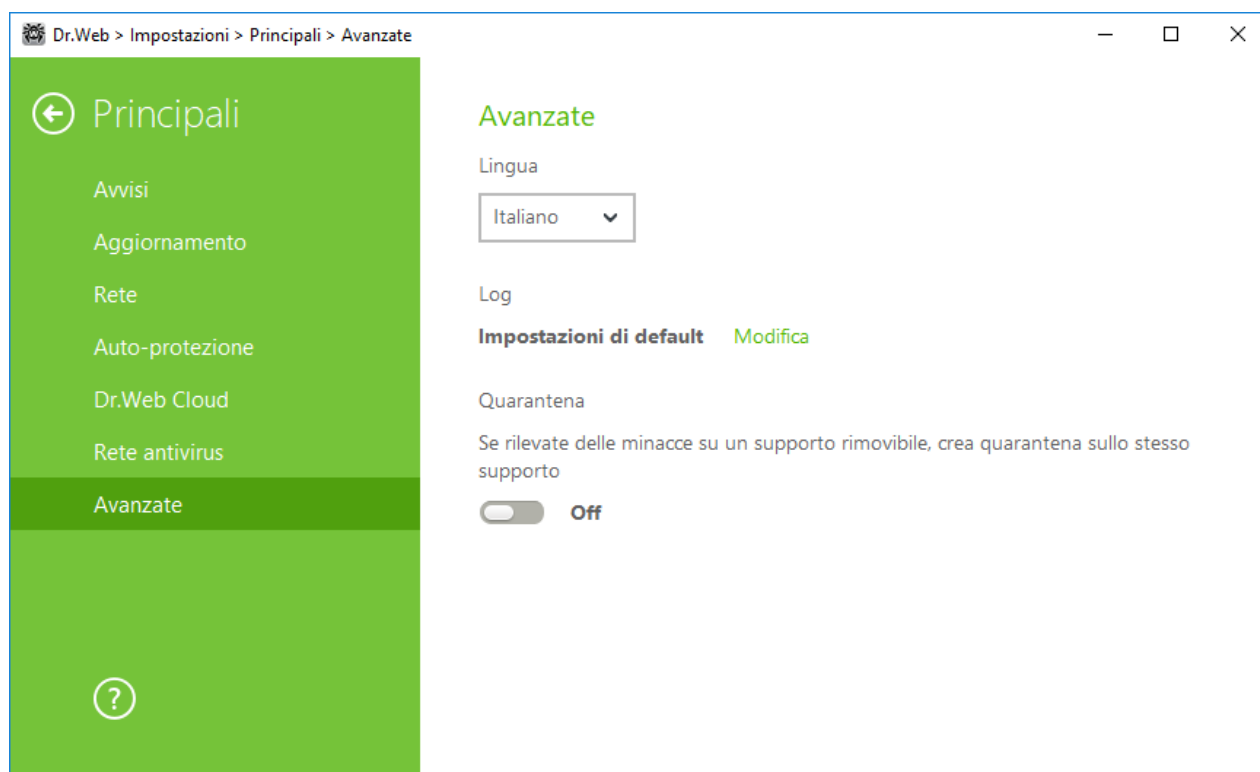 Dr.Web > Impostazioni > Principali > Avanzate
Principali
Avvisi
Aggiornamento
Rete
Auto-protezione
Dr.Web Cloud
Rete antivirus
Avanzate
?
Avanzate
Lingua
Italiano
Log
Impostazioni di default Modifica
Quarantena
Se rilevate delle minacce su un supporto rimovibile, crea quarantena sullo stesso
supporto
Off